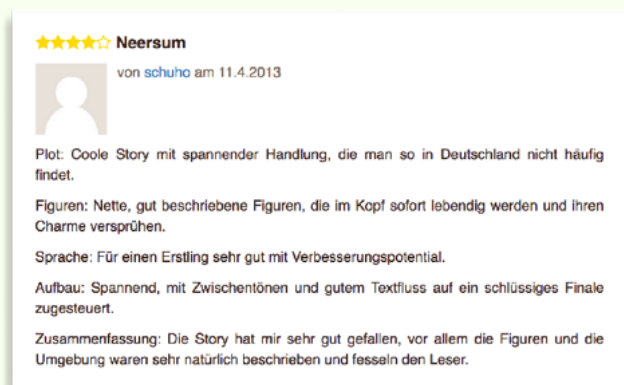 Neersum
von schuho am 11.4.2013
Plot: Coole Story mit spannender Handlung, die man so in Deutschland nicht häufig
findet.
Figuren: Nette, gut beschriebene Figuren, die im Kopf sofort lebendig werden und ihren
Charme versprühen.
Sprache: Für einen Erstling sehr gut mit Verbesserungspotential.
Aufbau: Spannend, mit Zwischentönen und gutem Textfluss auf ein schlüssiges Finale
zugesteuert.
Zusammenfassung: Die Story hat mir sehr gut gefallen, vor allem die Figuren und die
Umgebung waren sehr natürlich beschrieben und fesseln den Leser.